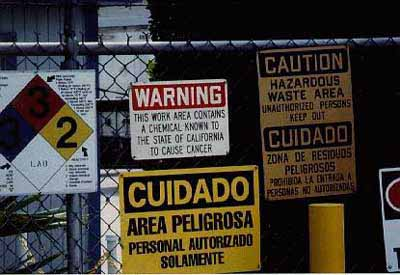 3
3
2
LAB
WARNING
THIS WORK AREA CONTAINS
A CHEMICAL KNOWN TO
THE STATE OF CALIFORNIA
TO CAUSE CANCER
CUIDADO
AREA PELIGROSA
PERSONAL AUTORIZADO
SOLAMENTE
CAUTION
HAZARDOUS
WASTE AREA
UNAUTHORIZED PERSONS
KEEP OUT
CUIDADO
ZONA DE RESIDUOS
PELIGROSOS
PROHIBIDA LA ENTRADA A
PERSONAS NO AUTORIZADAS